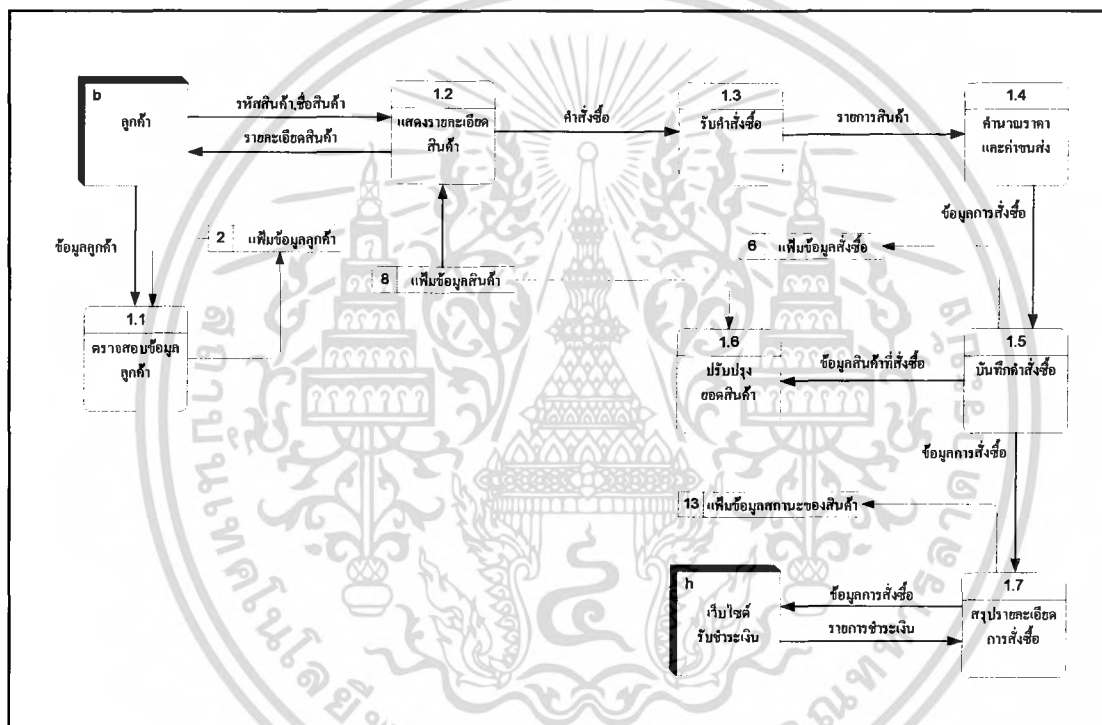 b
ลูกค้า
รหัสสินค้า,ชื่อสินค้า
รายละเอียดสินค้า
1.2
แสดงรายละเอียด
สินค้า
คำสั่งซื้อ
1.3
รับคำสั่งซื้อ
รายการสินค้า
1.4
คำนาณราคา
และค่าขนส่ง
ข้อมูลลูกค้า
2 แฟ้มข้อมูลลูกค้า
8 แฟ้มข้อมูลสินค้า
6 แฟ้มข้อมูลสั่งซื้อ
ข้อมูลการสั่งซื้อ
1.1
ตรวจสอบข้อมูล
ลูกค้า
1.6
ปรับปรุง
ยอดสินค้า
ข้อมูลสินค้าที่สั่งซื้อ
1.5
บันทึกคำสั่งซื้อ
ข้อมูลการสั่งซื้อ
13 แฟ้มข้อมูลสถานะของสินค้า
h
เว็บไซต์
รับชำระเงิน
ข้อมูลการสั่งซื้อ
รายการชำระเงิน
1.7
สรุปรายละเอียด
การสั่งซื้อ